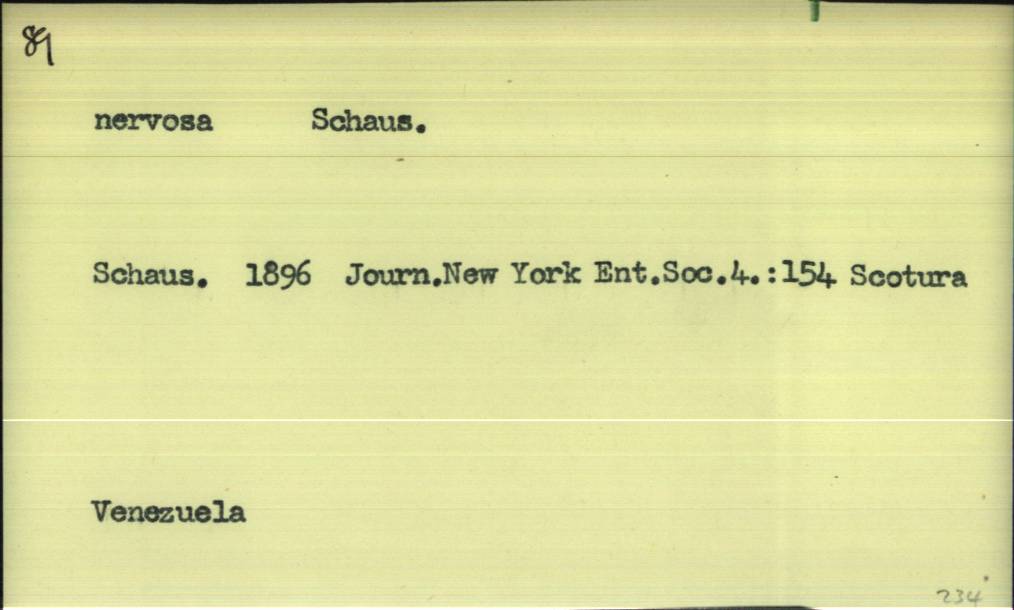 89
nervosa Schaus.
Schaus. 1896 Journ.New York Ent.Soc.4.:154 Scotura
Venezuela
234